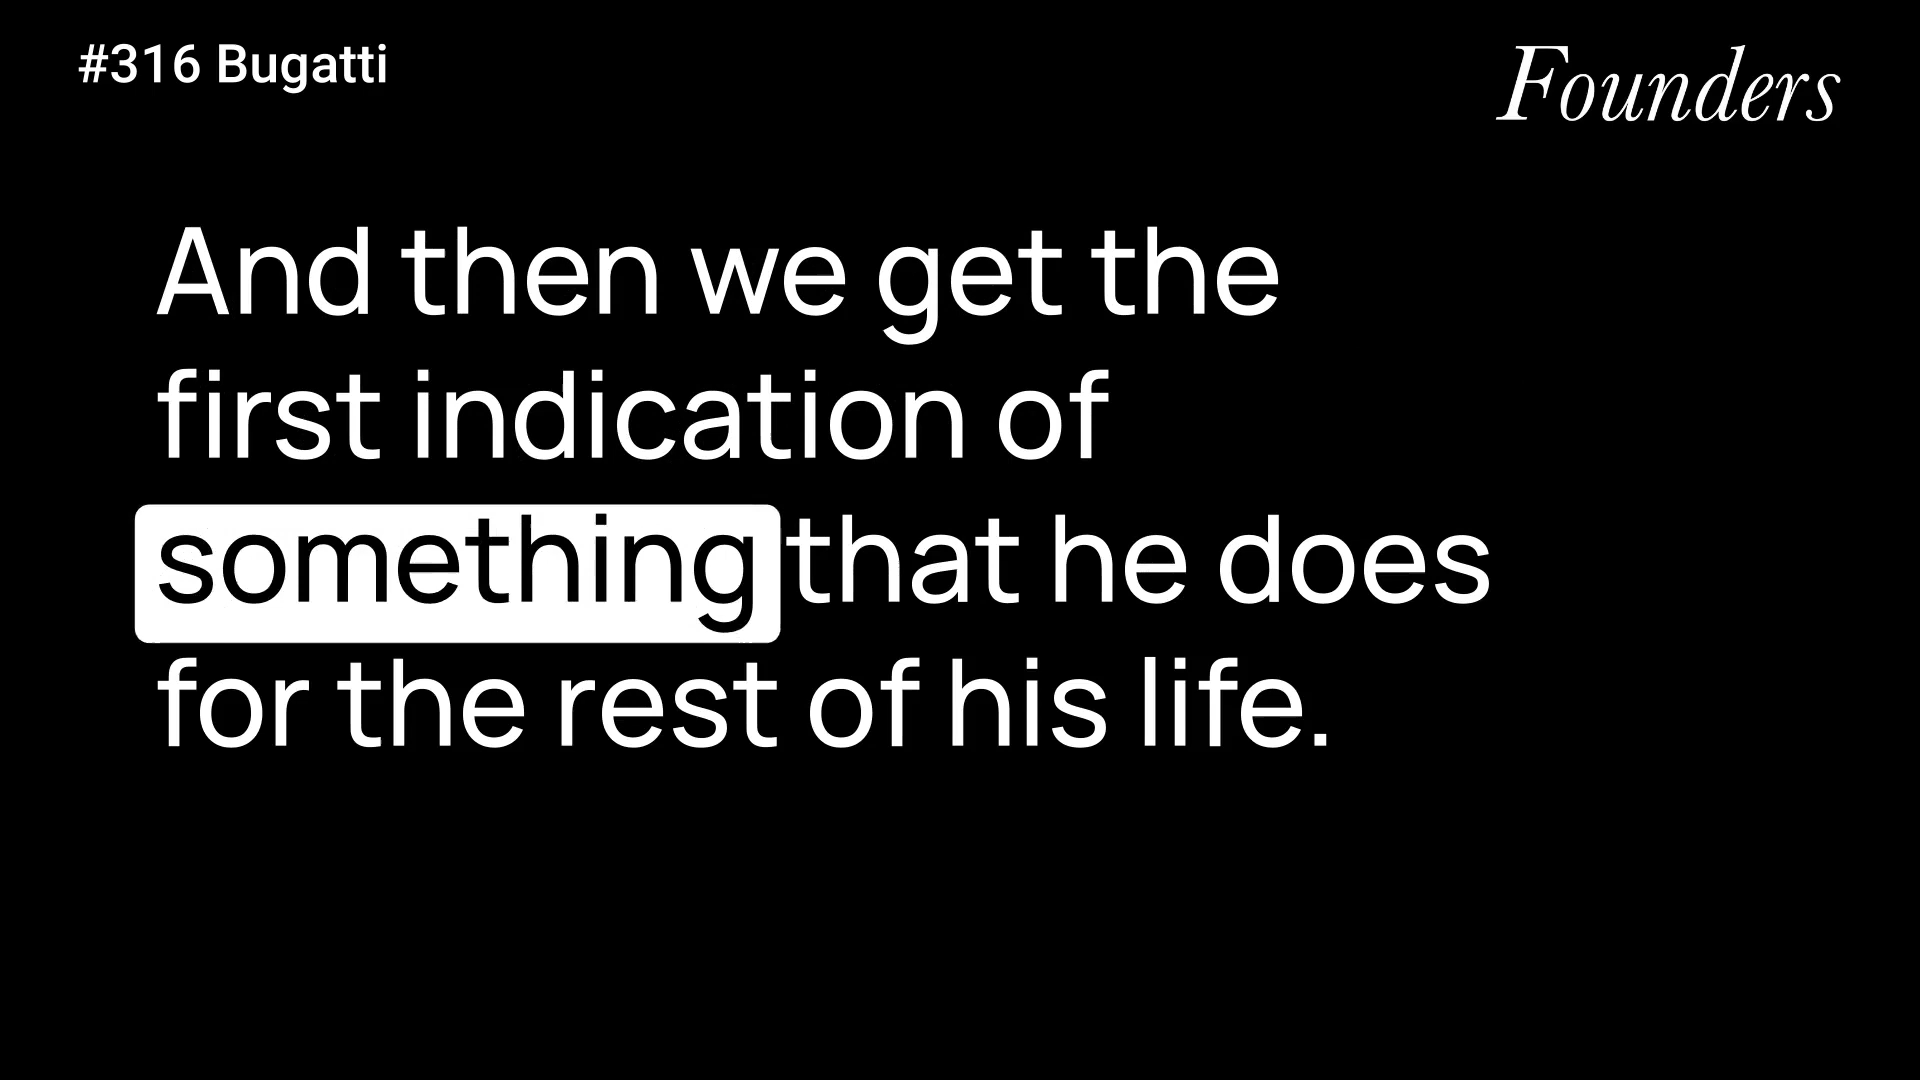 #316 Bugatti
Founders
And then we get the
first indication of
something that he does
for the rest of his life.